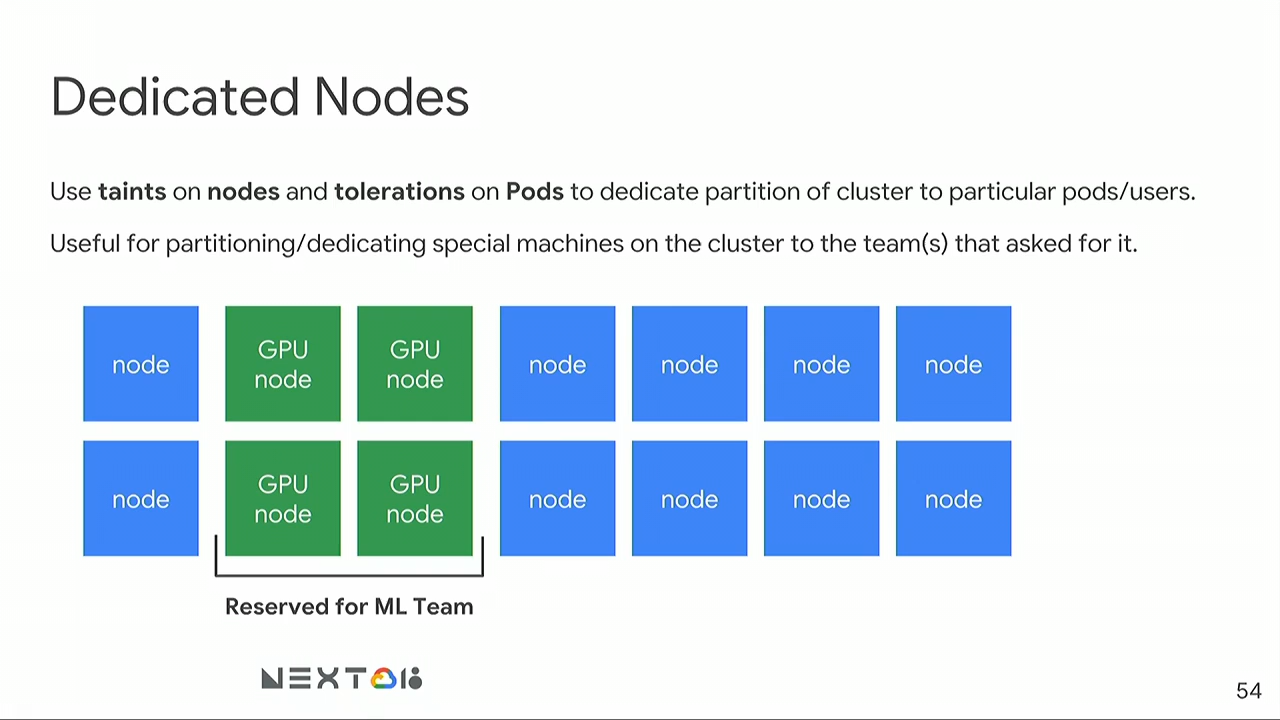 Dedicated Nodes
Use taints on nodes and tolerations on Pods to dedicate partition of cluster to particular pods/users.
Useful for partitioning/dedicating special machines on the cluster to the team(s) that asked for it.
node
GPU
node
GPU
node
node
node
node
node
node
GPU
node
GPU
node
node
node
node
node
Reserved for ML Team
NEXT 18
54